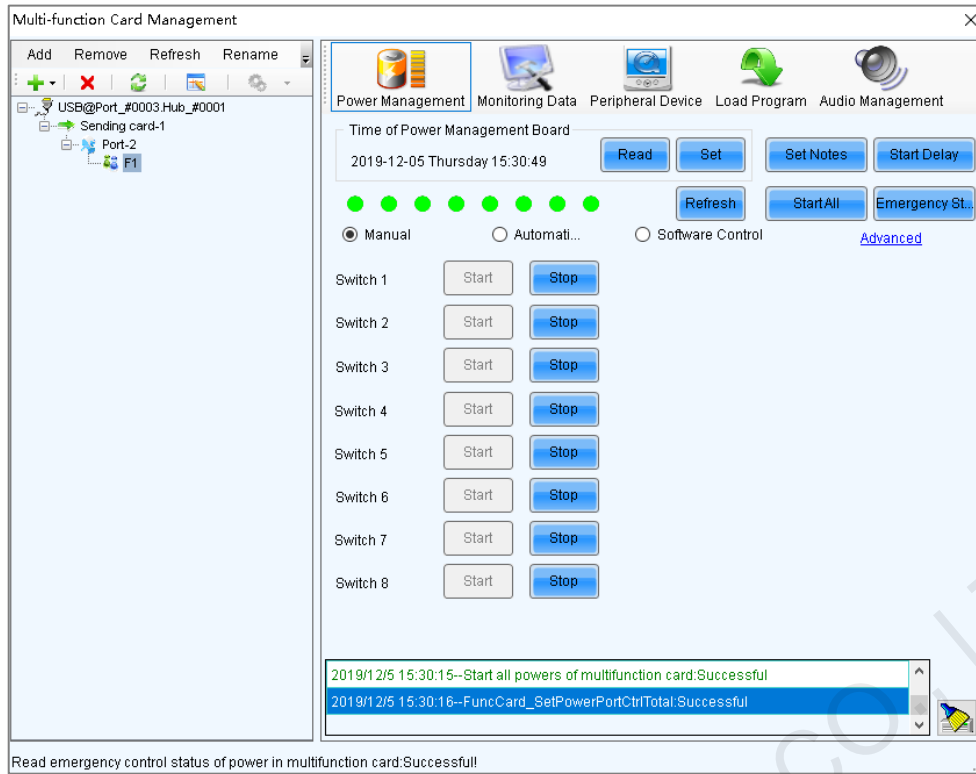 Multi-function Card Management
Add Remove Refresh Rename
USB@Port_#0003.Hub_#0001
Sending card-1
Port-2
F1
Power Management Monitoring Data Peripheral Device Load Program Audio Management
Time of Power Management Board
2019-12-05 Thursday 15:30:49 Read Set Set Notes Start Delay
Refresh Start All Emergency St...
Manual Automati... Software Control Advanced
Switch 1 Start Stop
Switch 2 Start Stop
Switch 3 Start Stop
Switch 4 Start Stop
Switch 5 Start Stop
Switch 6 Start Stop
Switch 7 Start Stop
Switch 8 Start Stop
2019/12/5 15:30:15--Start all powers of multifunction card:Successful
2019/12/5 15:30:16--FuncCard_SetPowerPortCtrlTotal:Successful
Read emergency control status of power in multifunction card:Successful!